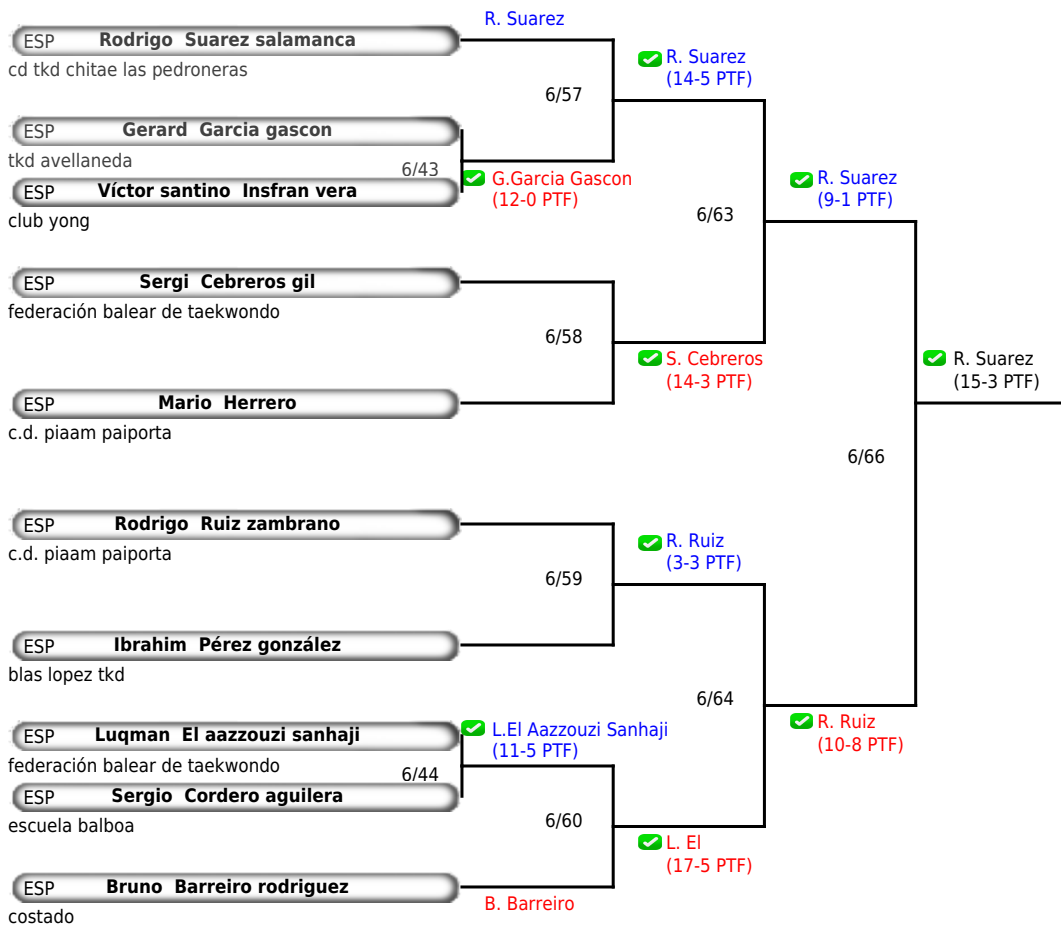 R. Suarez
ESP Rodrigo Suarez salamanca
cd tkd chitae las pedroneras
R. Suarez
(14-5 PTF)
6/57
ESP Gerard Garcia gascon
tkd avellaneda
6/43
G.Garcia Gascon
(12-0 PTF)
ESP Víctor santino Insfran vera
club yong
R. Suarez
(9-1 PTF)
6/63
ESP Sergi Cebreros gil
federación balear de taekwondo
6/58
S. Cebreros
(14-3 PTF)
R. Suarez
(15-3 PTF)
ESP Mario Herrero
c.d. piaam paiporta
6/66
ESP Rodrigo Ruiz zambrano
c.d. piaam paiporta
R. Ruiz
(3-3 PTF)
6/59
ESP Ibrahim Pérez gonzález
blas lopez tkd
6/64
R. Ruiz
(10-8 PTF)
ESP Luqman El aazzouzi sanhaji
L.El Aazzouzi Sanhaji
(11-5 PTF)
federación balear de taekwondo
6/44
ESP Sergio Cordero aguilera
escuela balboa
6/60
L. El
(17-5 PTF)
ESP Bruno Barreiro rodriguez
B. Barreiro
costado